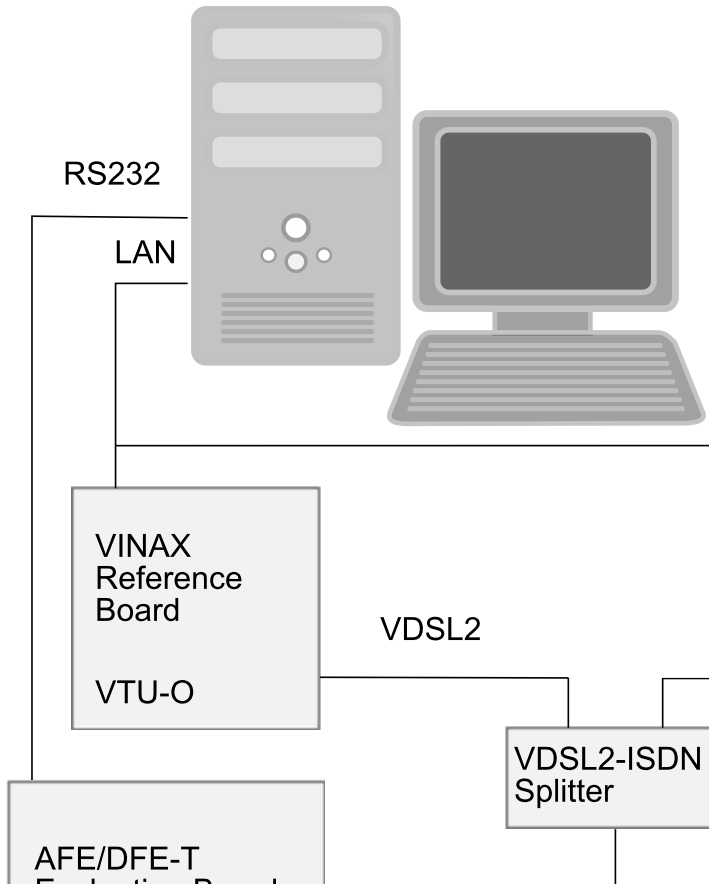 RS232
LAN
VINAX
Reference
Board
VTU-O
VDSL2
VDSL2-ISDN
Splitter
AFE/DFE-T